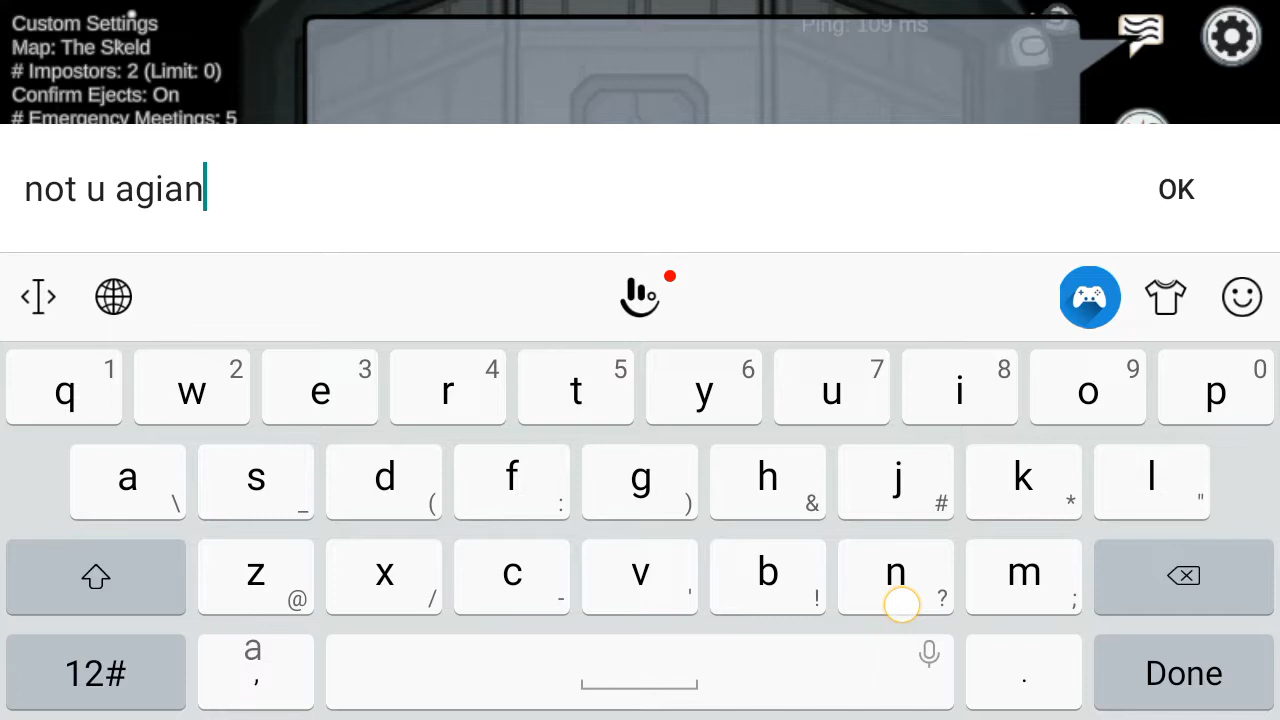 Custom Settings
Map: The Skeld
# Impostors: 2 (Limit: 0)
Confirm Ejects: On
# Emergency Meetings: 5
Ping: 109 ms
not u agian
OK
q 1 w 2 e 3 r 4 t 5 y 6 u 7 i 8 o 9 p 0
a \ s _ d ( f : g ) h & j # k * l "
z @ x / c - v ' b ! n ? m ;
12# a , . Done